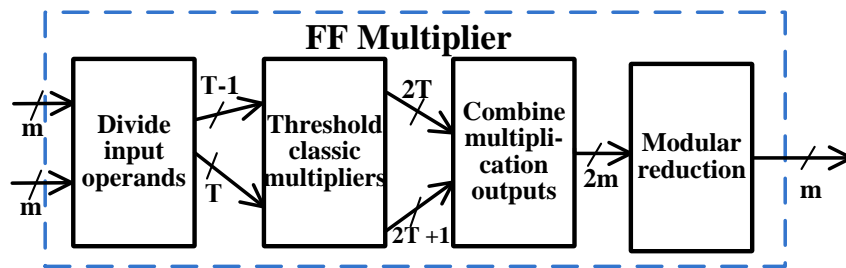 FF Multiplier
m
m
Divide
input
operands
T-1
T
Threshold
classic
multipliers
2T
2T +1
Combine
multipli-
cation
outputs
2m
Modular
reduction
m